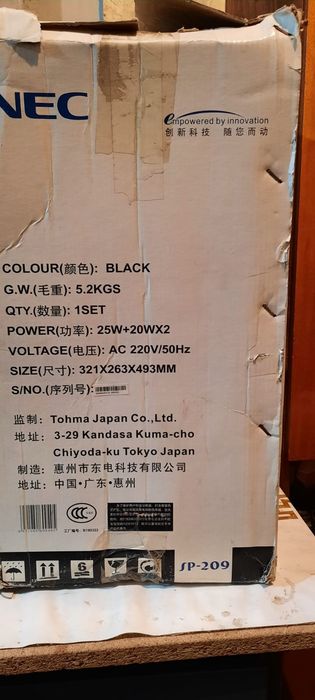 NEC
empowered by innovation
创新科技 随您而动
COLOUR(颜色): BLACK
G.W.(毛重): 5.2KGS
QTY.(数量): 1SET
POWER(功率): 25W+20WX2
VOLTAGE(电压): AC 220V/50Hz
SIZE(尺寸): 321X263X493MM
S/NO.(序列号):
监制: Tohma Japan Co.,Ltd.
地址: 3-29 Kandasa Kuma-cho
Chiyoda-ku Tokyo Japan
制造: 惠州市东电科技有限公司
地址: 中国·广东·惠州
CCC
6
SP-209